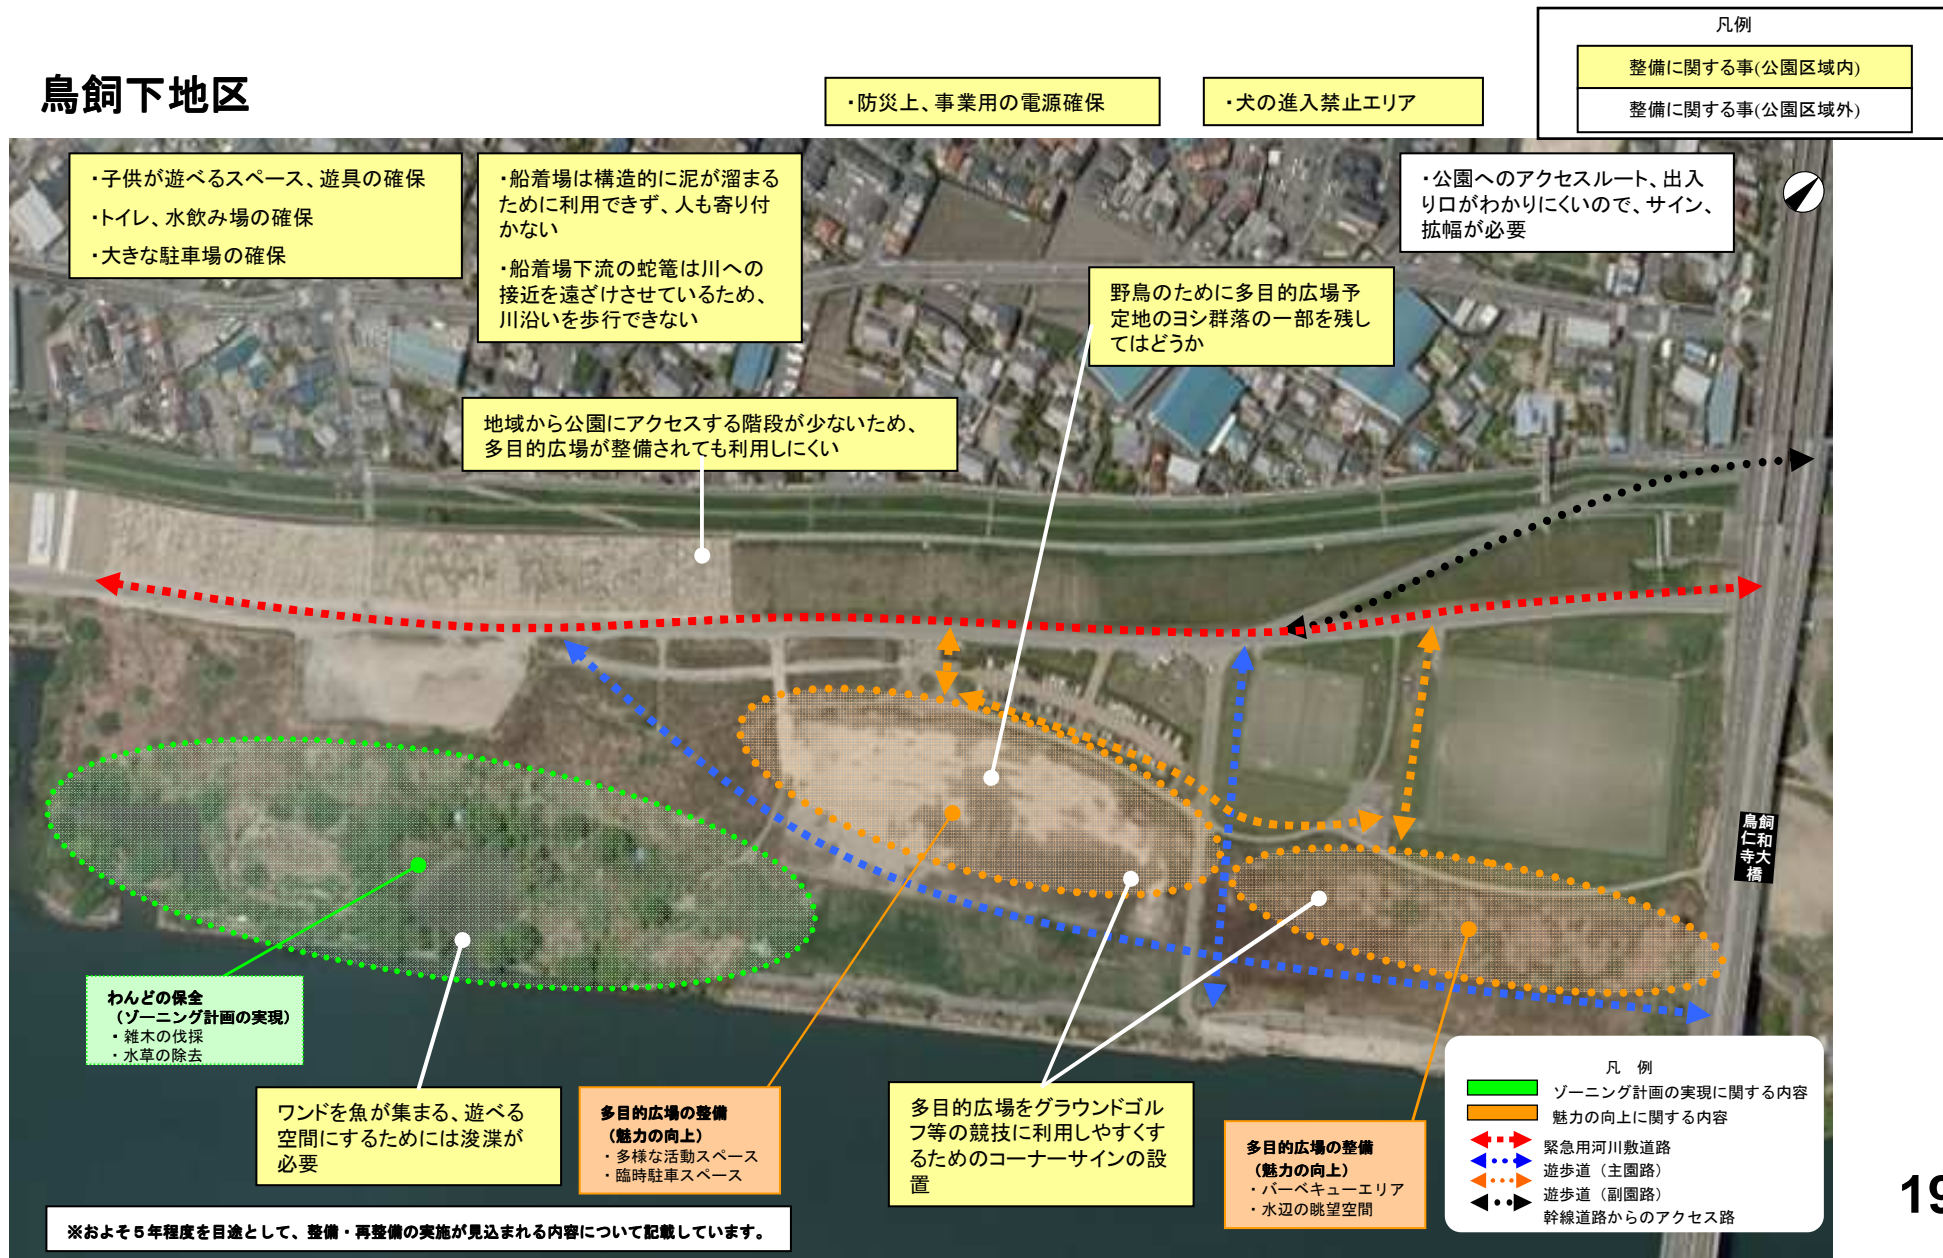 鳥飼下地区
・防災上、事業用の電源確保
・犬の進入禁止エリア
凡例
整備に関する事(公園区域内)
整備に関する事(公園区域外)
・子供が遊べるスペース、遊具の確保
・トイレ、水飲み場の確保
・大きな駐車場の確保
・船着場は構造的に泥が溜まる
ために利用できず、人も寄り付
かない
・船着場下流の蛇篭は川への
接近を遠ざけさせているため、
川沿いを歩行できない
・公園へのアクセスルート、出入
り口がわかりにくいので、サイン、
拡幅が必要
野鳥のために多目的広場予
定地のヨシ群落の一部を残し
てはどうか
地域から公園にアクセスする階段が少ないため、
多目的広場が整備されても利用しにくい
鳥飼
仁和
寺大
橋
わんどの保全
（ゾーニング計画の実現）
・雑木の伐採
・水草の除去
ワンドを魚が集まる、遊べる
空間にするためには浚渫が
必要
多目的広場の整備
（魅力の向上）
・多様な活動スペース
・臨時駐車スペース
多目的広場をグラウンドゴル
フ等の競技に利用しやすくす
るためのコーナーサインの設
置
多目的広場の整備
（魅力の向上）
・バーベキューエリア
・水辺の眺望空間
凡　例
ゾーニング計画の実現に関する内容
魅力の向上に関する内容
緊急用河川敷道路
遊歩道（主園路）
遊歩道（副園路）
幹線道路からのアクセス路
※およそ５年程度を目途として、整備・再整備の実施が見込まれる内容について記載しています。
19